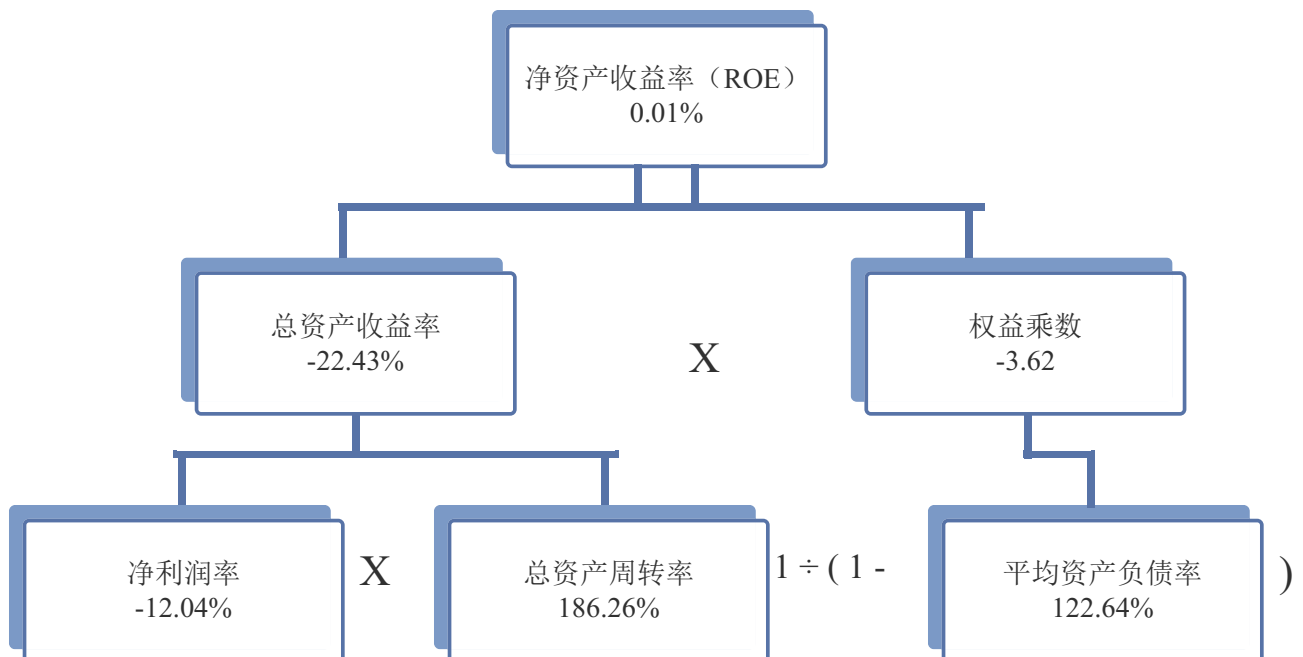 净资产收益率（ROE）
0.01%
总资产收益率
-22.43%
X
权益乘数
-3.62
净利润率
-12.04%
X
总资产周转率
186.26%
1 ÷ ( 1 -
平均资产负债率
122.64%
)